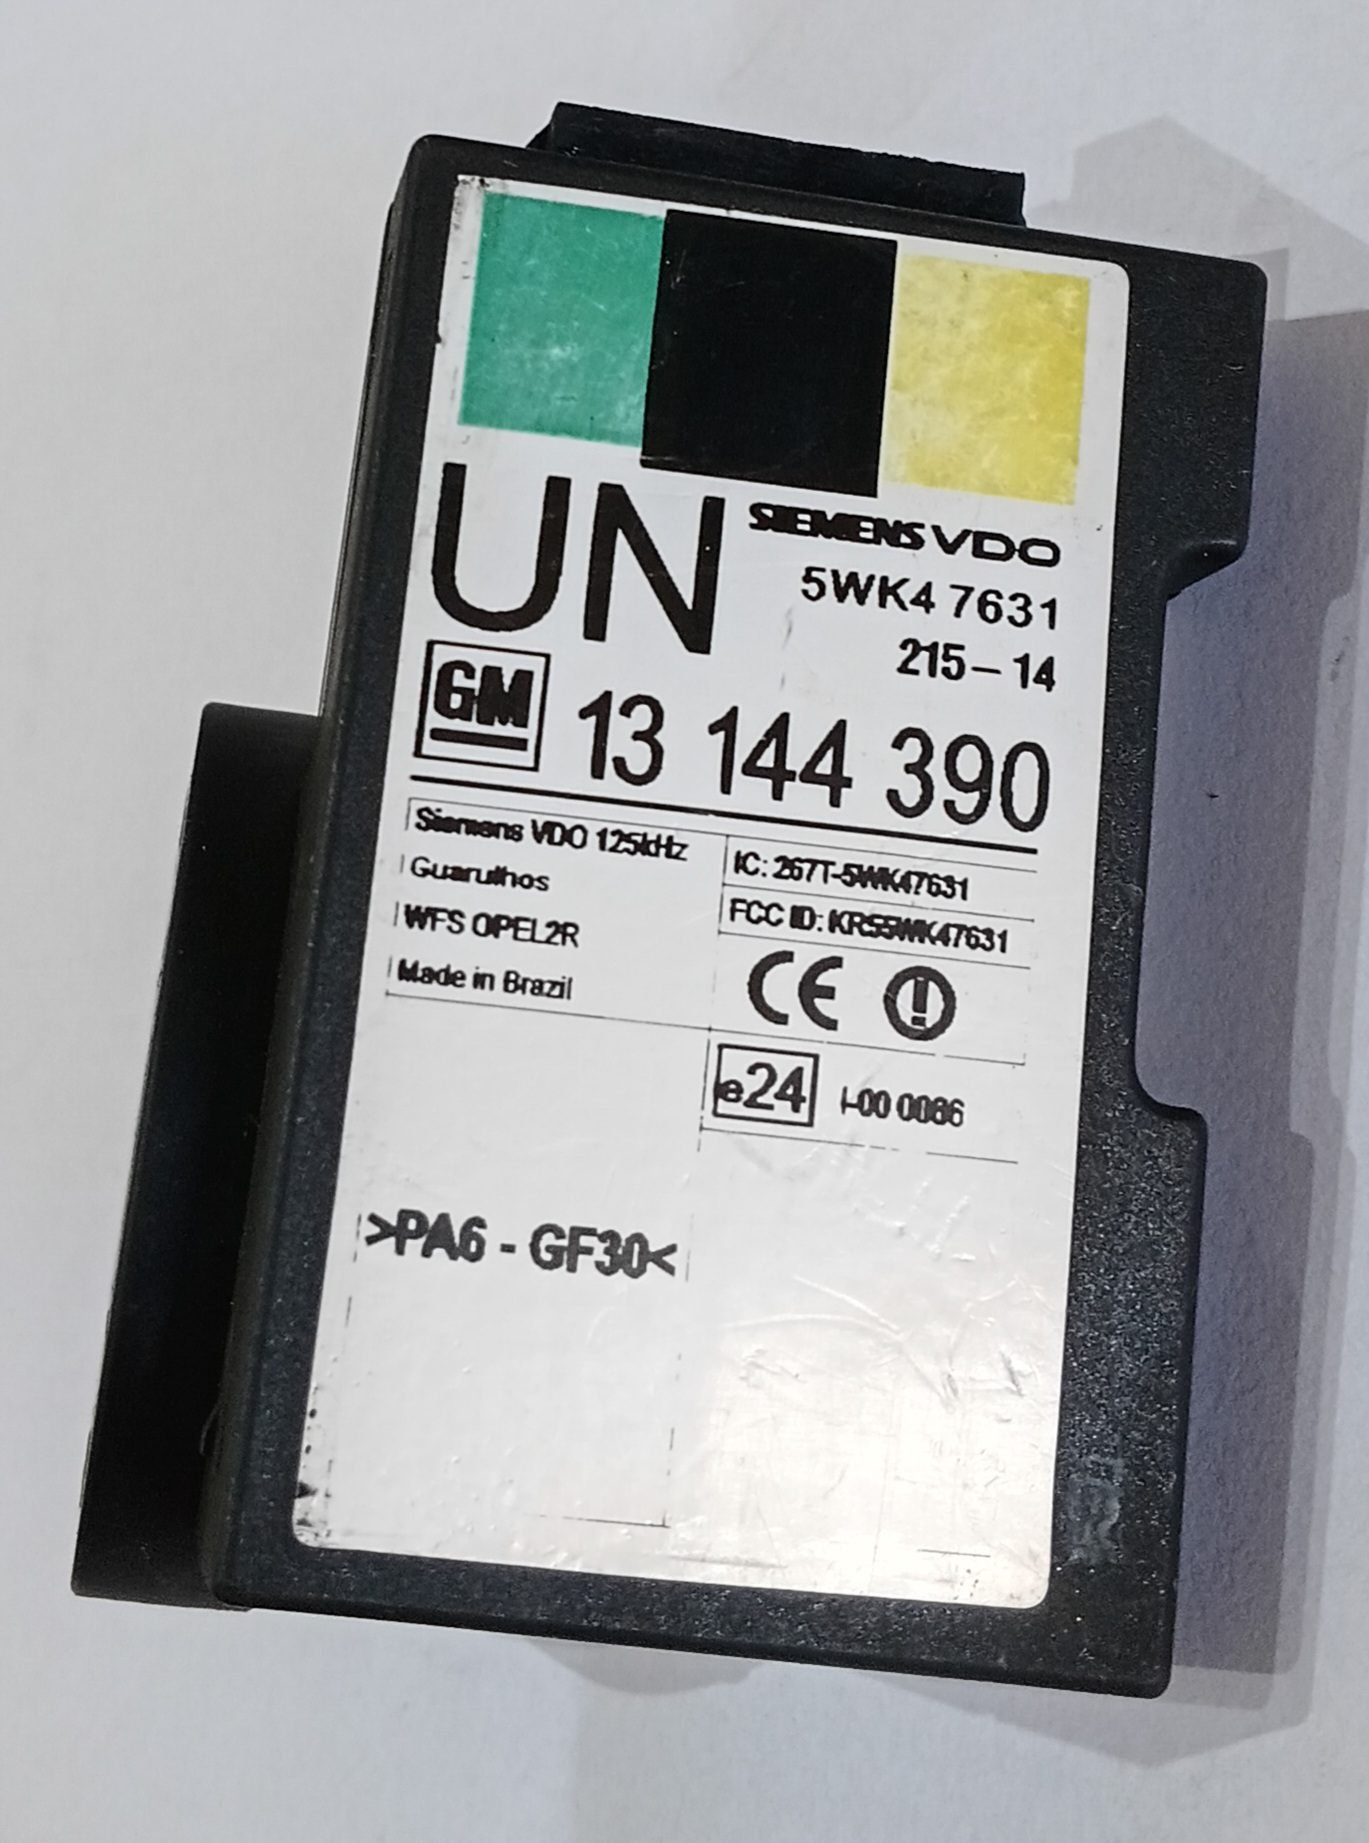 UN
SIEMENS VDO
5WK4 7631
215-14
GM 13 144 390
Siemens VDO 125kHz
Guarulhos
WFS OPEL2R
Made in Brazil
IC: 267T-5WK47631
FCC ID: KR55WK47631
CE
e24 I-00 0066
>PA6 - GF30<